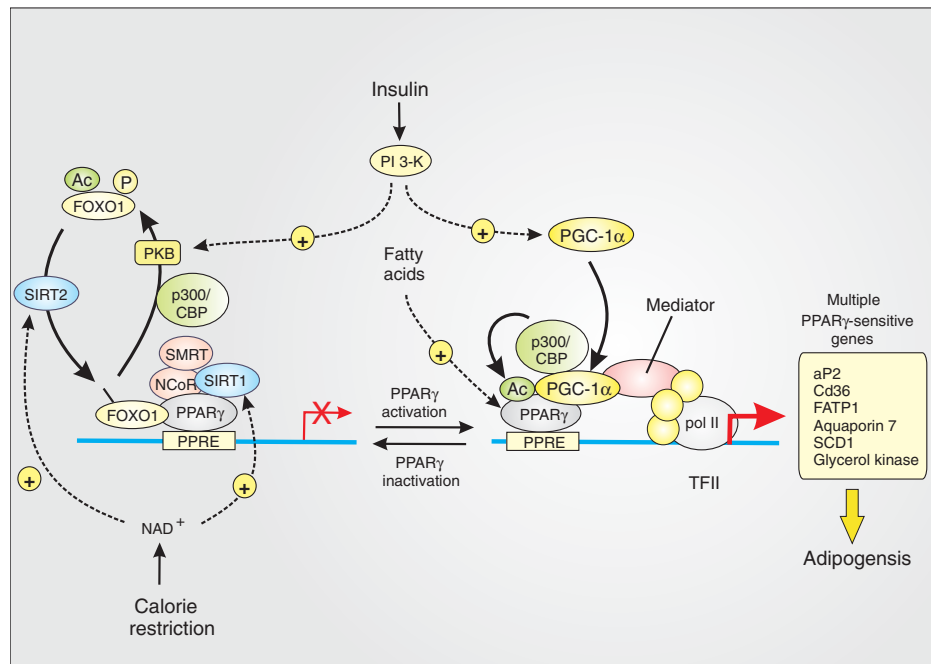 Insulin
PI 3-K
Ac
P
FOXO1
PKB
+
+
PGC-1α
Fatty
acids
SIRT2
p300/
CBP
Mediator
Multiple
PPARγ-sensitive
genes
SMRT
NCoR
SIRT1
FOXO1
PPARγ
PPRE
X
+
p300/
CBP
Ac
PGC-1α
PPARγ
PPRE
pol II
PPARγ
activation
PPARγ
inactivation
TFII
aP2
Cd36
FATP1
Aquaporin 7
SCD1
Glycerol kinase
+
+
NAD+
Adipogensis
Calorie
restriction